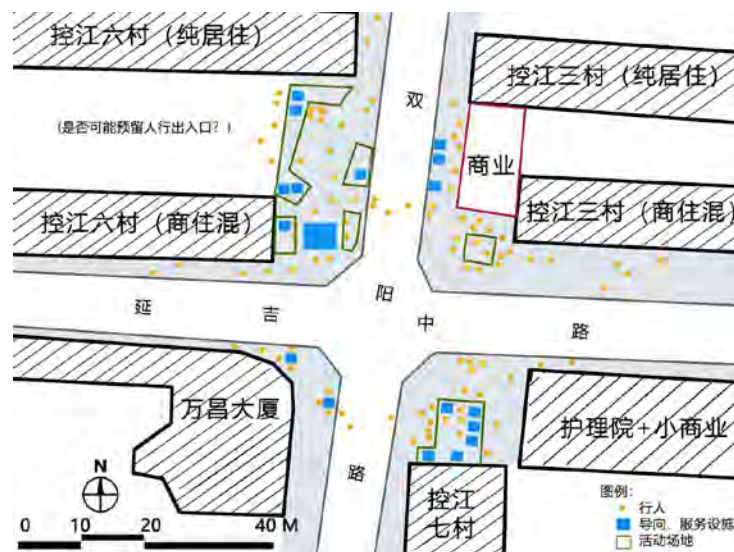 控江六村（纯居住）
控江三村（纯居住）
双
（是否可能预留人行出入口？）
商业
控江六村（商住混）
控江三村（商住混）
阳
延
吉
中
路
万昌大厦
护理院+小商业
路
N
控江
七村
图例：
行人
导向、服务设施
活动场地
0 10 20 40 M